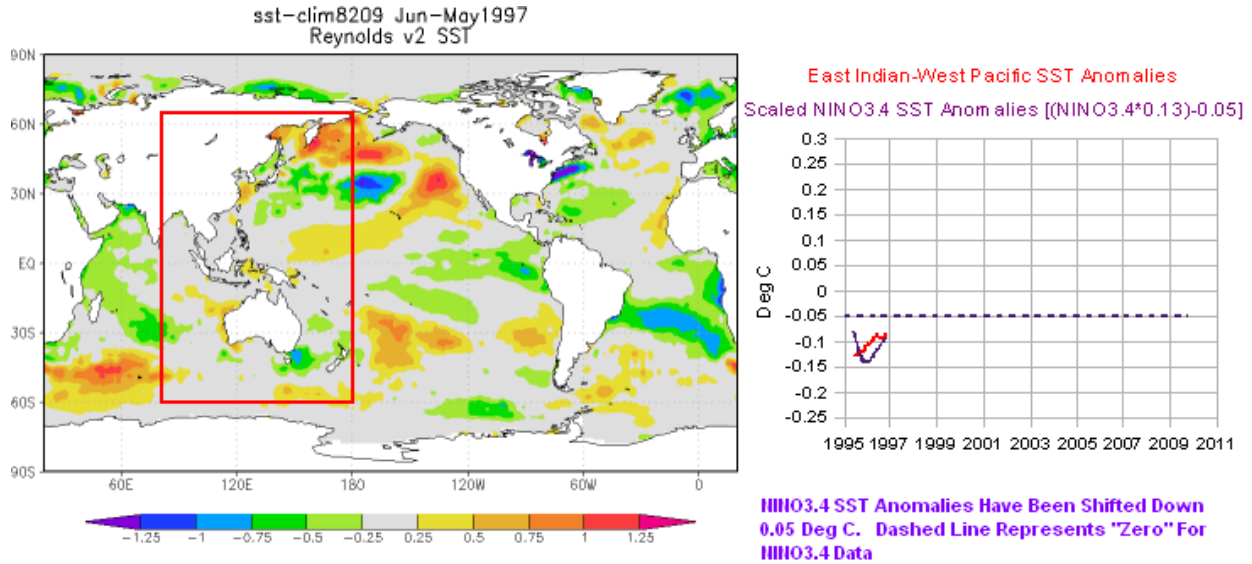 sst-clim8209 Jun-May1997
Reynolds v2 SST
90N
60N
30N
EQ
30S
60S
90S
60E
120E
180
120W
60W
0
-1.25
-1
-0.75
-0.5
-0.25
0.25
0.5
0.75
1
1.25
East Indian-West Pacific SST Anomalies
Scaled NINO3.4 SST Anomalies [(NINO3.4*0.13)-0.05]
Deg C
0.3
0.25
0.2
0.15
0.1
0.05
0
-0.05
-0.1
-0.15
-0.2
-0.25
1995 1997 1999 2001 2003 2005 2007 2009 2011
NINO3.4 SST Anomalies Have Been Shifted Down
0.05 Deg C. Dashed Line Represents "Zero" For
NINO3.4 Data